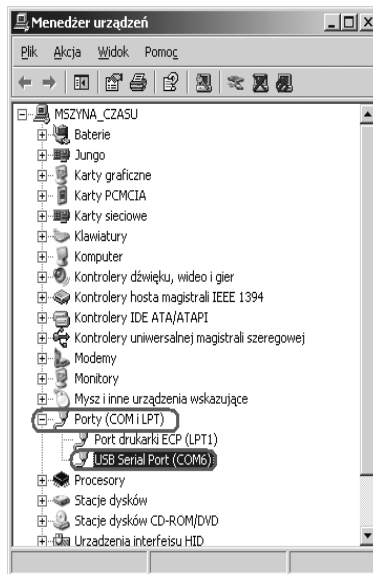 Menedżer urządzeń
Plik Akcja Widok Pomoc
MSZYNA_CZASU
Baterie
Jungo
Karty graficzne
Karty PCMCIA
Karty sieciowe
Klawiatury
Komputer
Kontrolery dźwięku, wideo i gier
Kontrolery hosta magistrali IEEE 1394
Kontrolery IDE ATA/ATAPI
Kontrolery uniwersalnej magistrali szeregowej
Modemy
Monitory
Mysz i inne urządzenia wskazujące
Porty (COM i LPT)
Port drukarki ECP (LPT1)
USB Serial Port (COM6)
Procesory
Stacje dysków
Stacje dysków CD-ROM/DVD
Urzadzenia interfeisu HID